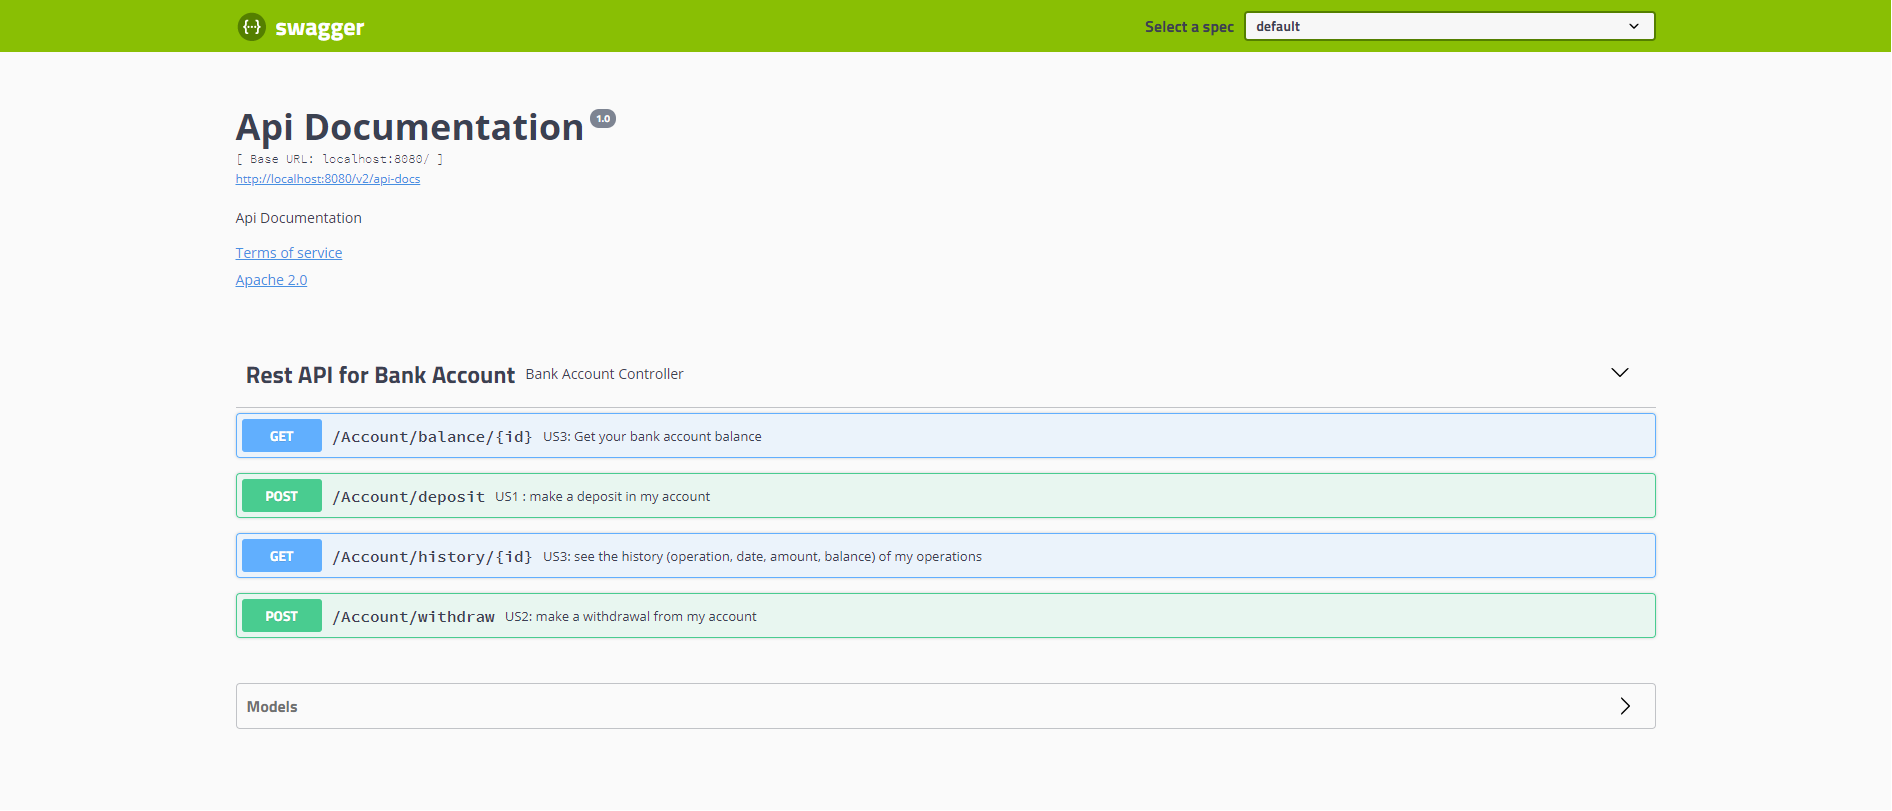 {...} swagger Select a spec default
Api Documentation 1.0
[ Base URL: localhost:8080/ ]
http://localhost:8080/v2/api-docs
Api Documentation
Terms of service
Apache 2.0
Rest API for Bank Account Bank Account Controller
GET /Account/balance/{id} US3: Get your bank account balance
POST /Account/deposit US1 : make a deposit in my account
GET /Account/history/{id} US3: see the history (operation, date, amount, balance) of my operations
POST /Account/withdraw US2: make a withdrawal from my account
Models